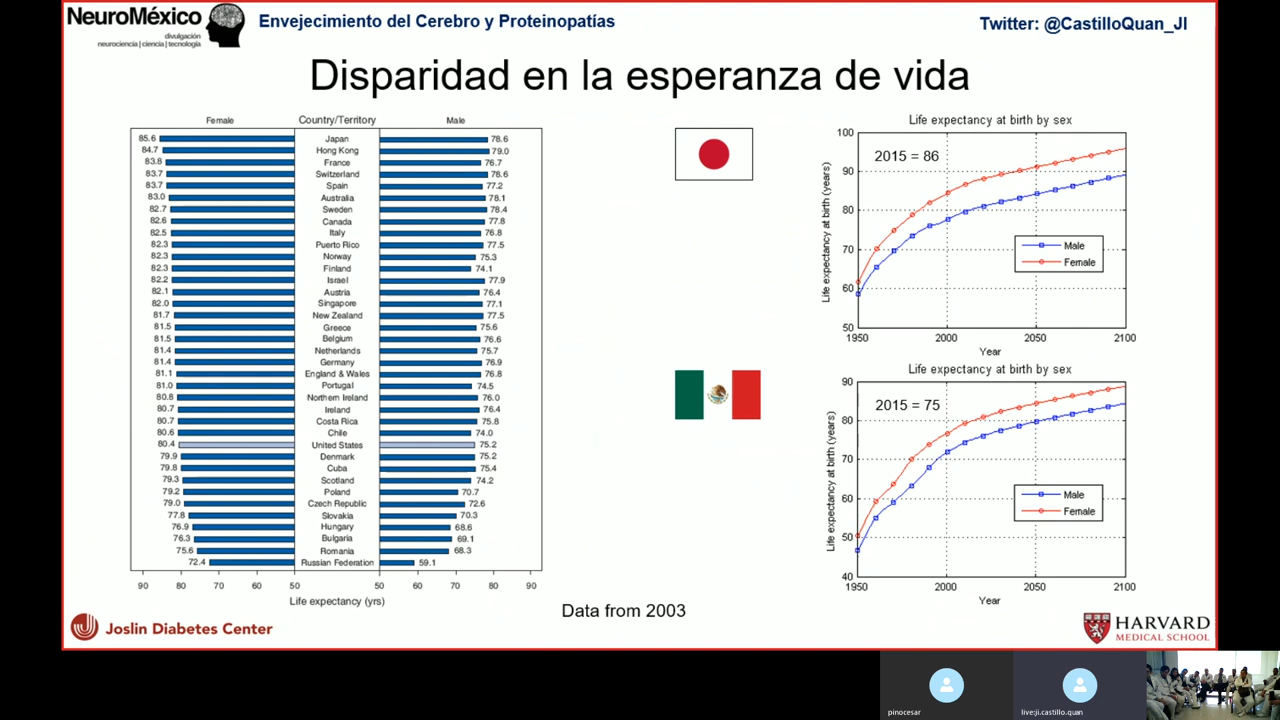 NeuroMéxico
divulgación
neurociencia | ciencia | tecnología
Envejecimiento del Cerebro y Proteinopatías
Twitter: @CastilloQuan_JI
Disparidad en la esperanza de vida
Female Country/Territory Male
85.6 Japan 78.6
84.7 Hong Kong 79.0
83.8 France 76.7
83.7 Switzerland 78.6
83.7 Spain 77.2
83.0 Australia 78.1
82.7 Sweden 78.4
82.6 Canada 77.8
82.5 Italy 76.8
82.3 Puerto Rico 77.5
82.3 Norway 75.3
82.3 Finland 74.1
82.2 Israel 77.9
82.1 Austria 76.4
82.0 Singapore 77.1
81.7 New Zealand 77.5
81.5 Greece 75.6
81.5 Belgium 76.6
81.4 Netherlands 75.7
81.4 Germany 76.9
81.1 England & Wales 76.8
81.0 Portugal 74.5
80.8 Northern Ireland 76.0
80.7 Ireland 76.4
80.7 Costa Rica 75.8
80.6 Chile 74.0
80.4 United States 75.2
79.9 Denmark 75.2
79.8 Cuba 75.4
79.3 Scotland 74.2
79.2 Poland 70.7
79.0 Czech Republic 72.6
77.8 Slovakia 70.3
76.9 Hungary 68.6
76.3 Bulgaria 69.1
75.6 Romania 68.3
72.4 Russian Federation 59.1
90 80 70 60 50 50 60 70 80 90
Life expectancy (yrs)
Data from 2003
Life expectancy at birth by sex
2015 = 86
Life expectancy at birth (years)
100
90
80
70
60
50
Male
Female
1950 2000 2050 2100
Year
Life expectancy at birth by sex
2015 = 75
Life expectancy at birth (years)
90
80
70
60
50
40
Male
Female
1950 2000 2050 2100
Year
Joslin Diabetes Center
HARVARD
MEDICAL SCHOOL
pinocesar
live:ji.castillo.quan